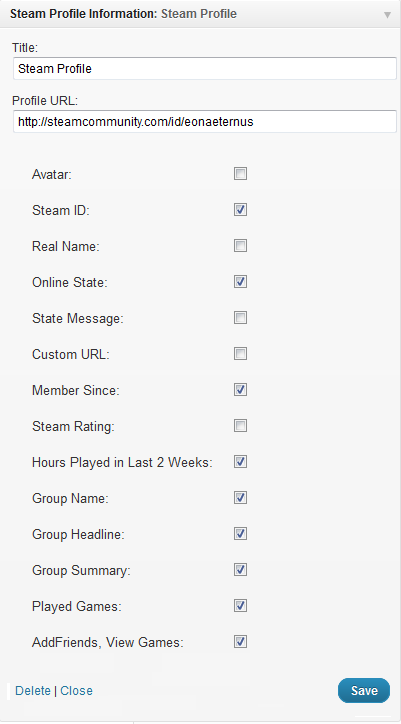 Steam Profile Information: Steam Profile
Title:
Steam Profile
Profile URL:
http://steamcommunity.com/id/eonaeternus
Avatar:
Steam ID:
Real Name:
Online State:
State Message:
Custom URL:
Member Since:
Steam Rating:
Hours Played in Last 2 Weeks:
Group Name:
Group Headline:
Group Summary:
Played Games:
AddFriends, View Games:
Delete | Close Save